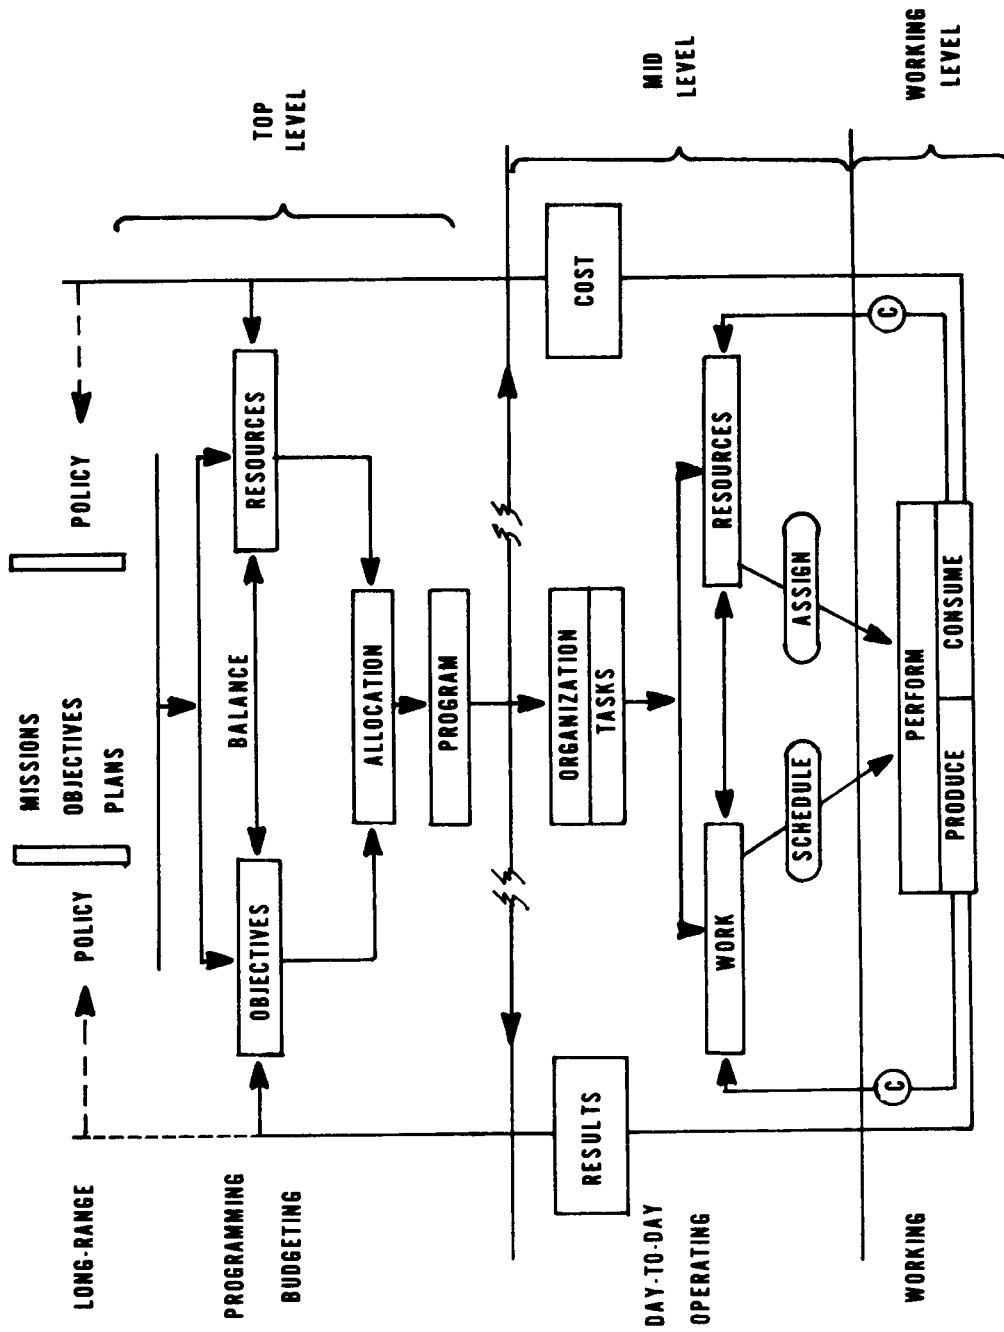 LONG-RANGE
POLICY
MISSIONS
OBJECTIVES
PLANS
POLICY
PROGRAMMING
BUDGETING
OBJECTIVES
BALANCE
RESOURCES
TOP
LEVEL
ALLOCATION
PROGRAM
RESULTS
ORGANIZATION
TASKS
COST
DAY-TO-DAY
OPERATING
WORK
RESOURCES
MID
LEVEL
SCHEDULE
ASSIGN
C
C
WORKING
PERFORM
PRODUCE
CONSUME
WORKING
LEVEL